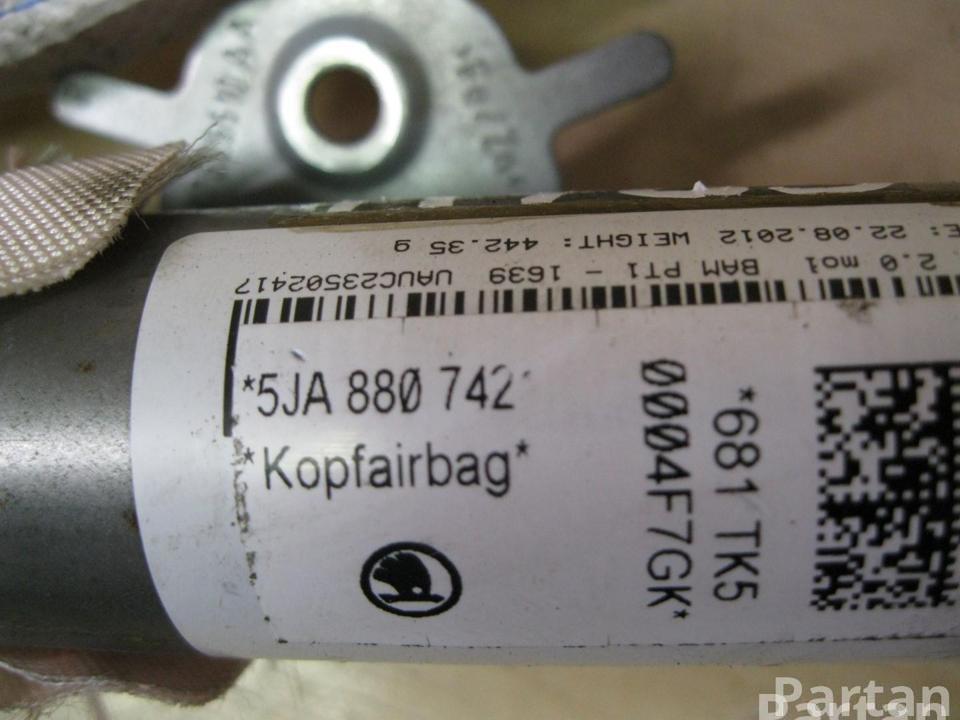 E: 22.08.2012 WEIGHT: 442.35 g
2.0 mol BAM PT1 - 1639 UAUC23502417
*5JA 880 742*
*Kopfairbag*
*681 TK5
0004F7GK*
Partan
Partan